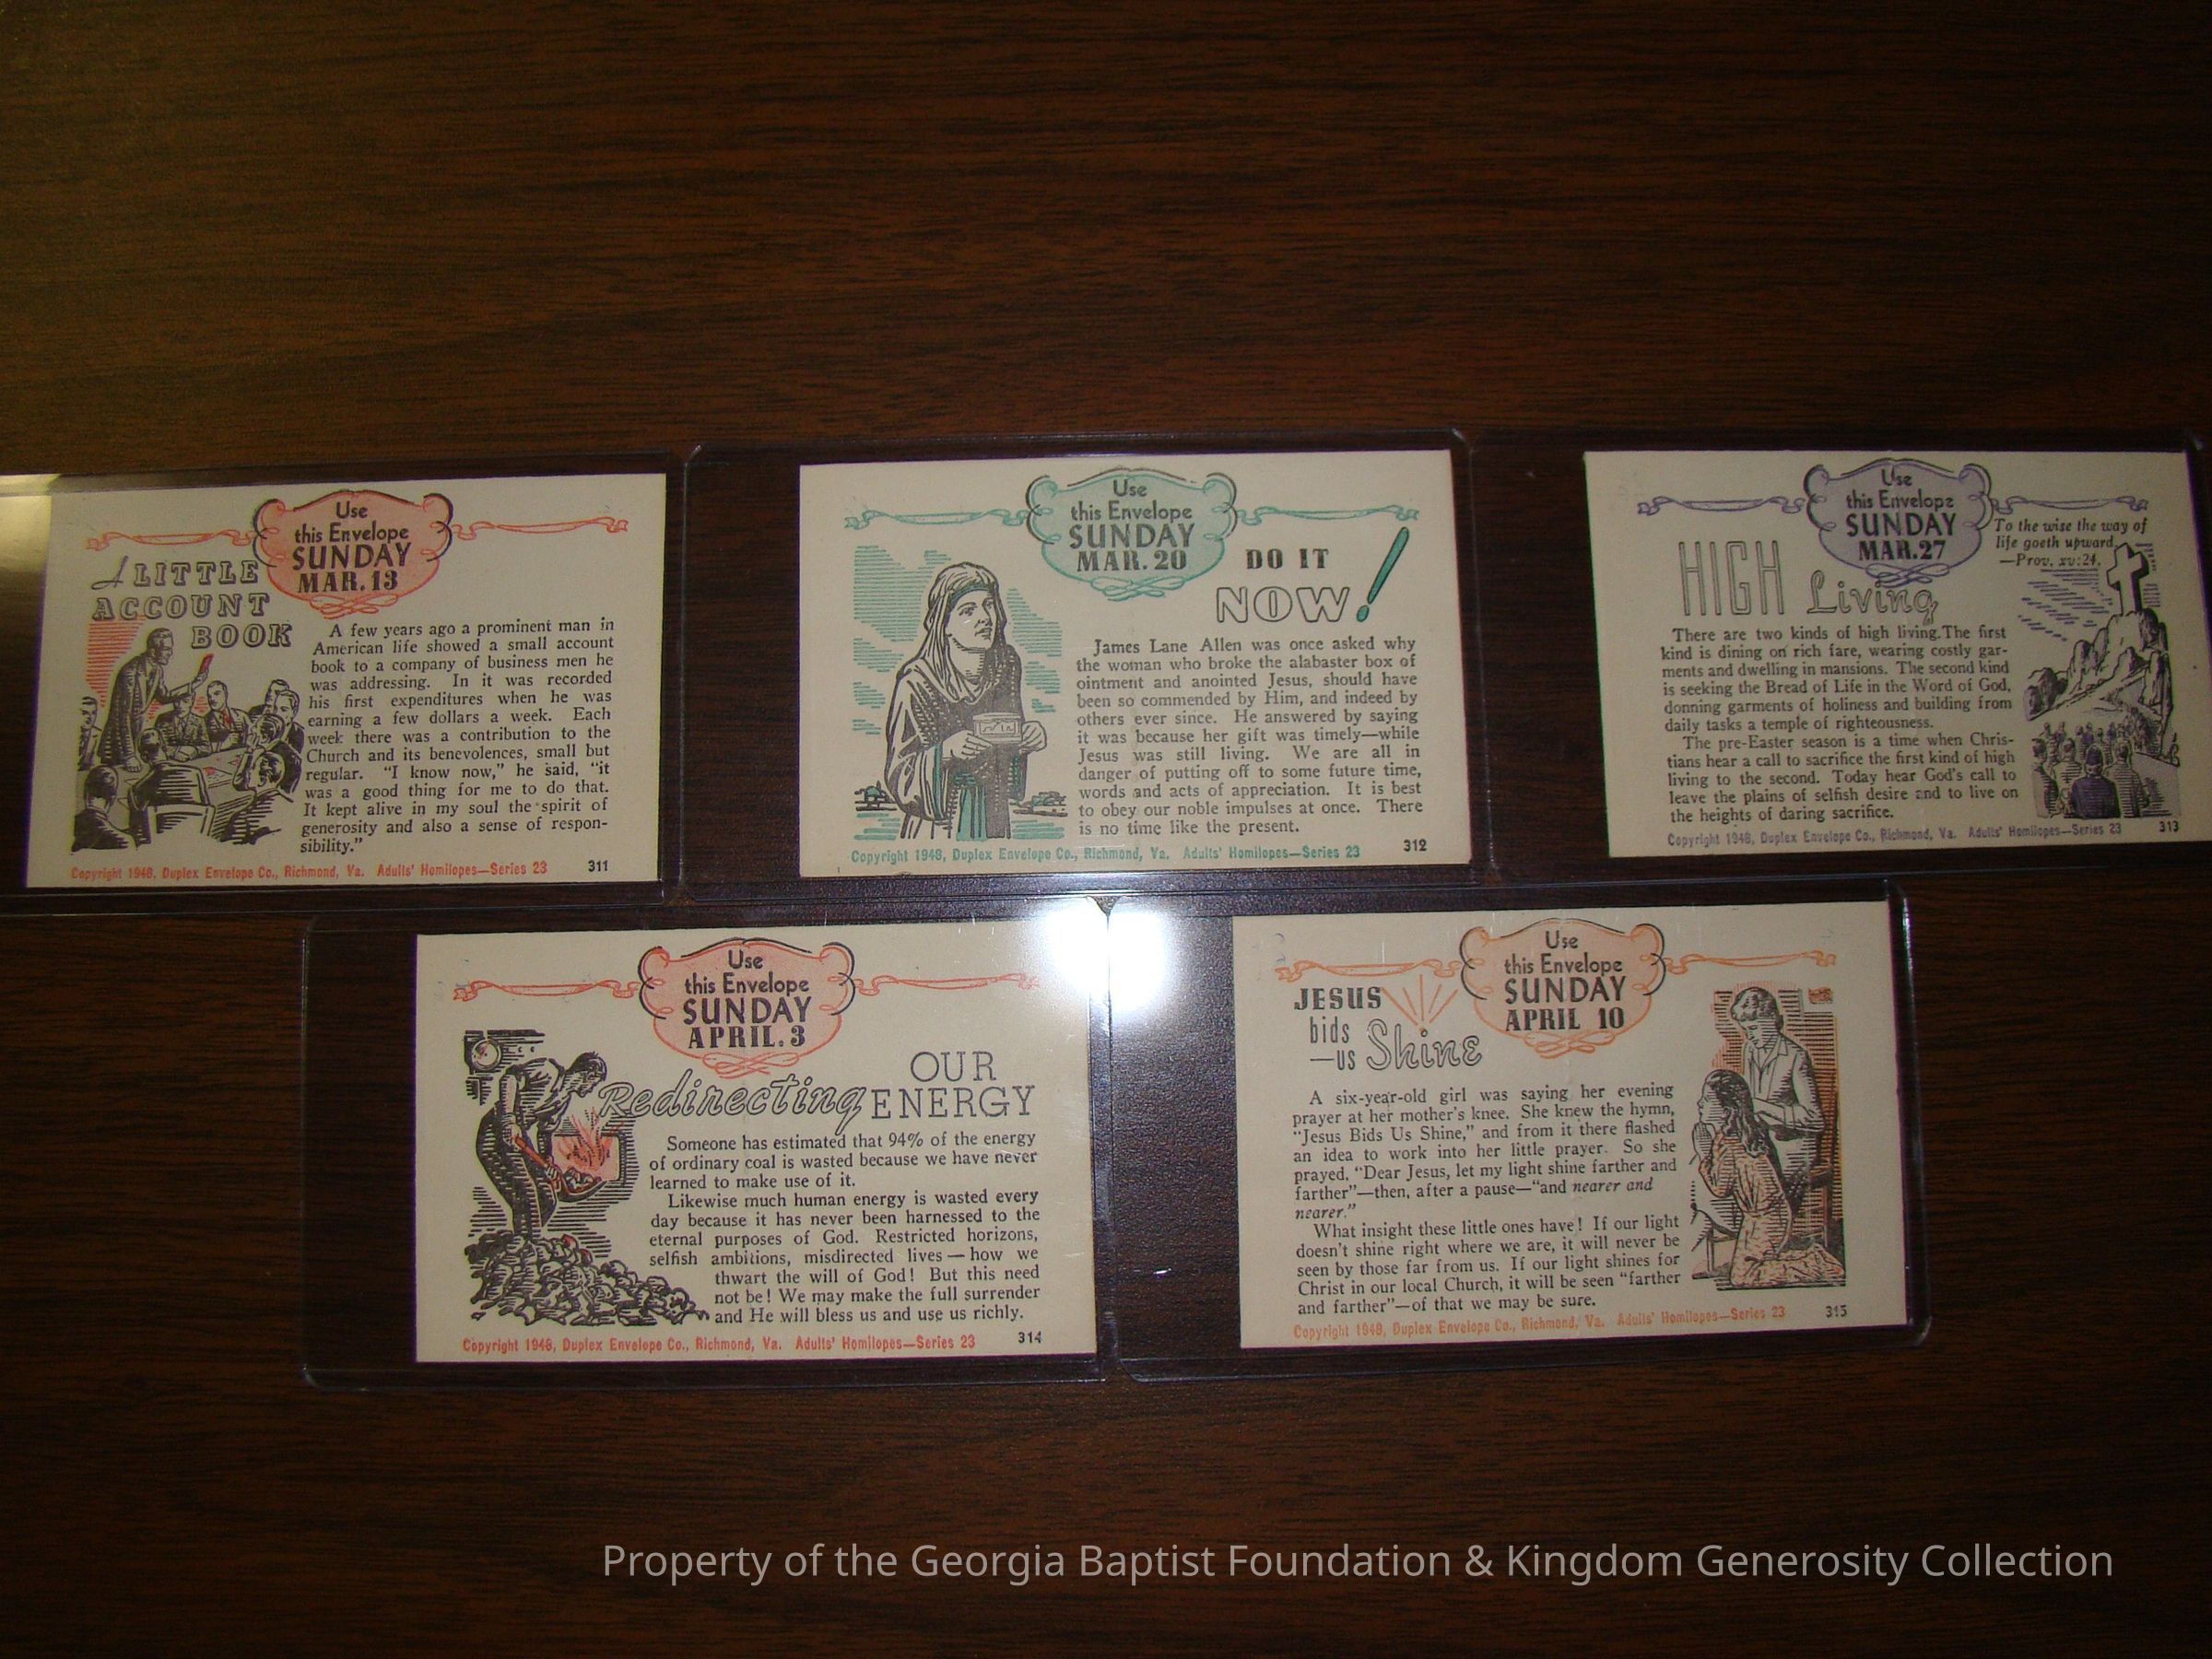 Use
this Envelope
SUNDAY
MAR. 13
A LITTLE
ACCOUNT
BOOK
A few years ago a prominent man in
American life showed a small account
book to a company of business men he
was addressing. In it was recorded
his first expenditures when he was
earning a few dollars a week. Each
week there was a contribution to the
Church and its benevolences, small but
regular. "I know now," he said, "it
was a good thing for me to do that.
It kept alive in my soul the spirit of
generosity and also a sense of respon-
sibility."
Copyright 1948, Duplex Envelope Co., Richmond, Va. Adults' Homilopes—Series 23 311
Use
this Envelope
SUNDAY
MAR. 20
DO IT
NOW!
James Lane Allen was once asked why
the woman who broke the alabaster box of
ointment and anointed Jesus, should have
been so commended by Him, and indeed by
others ever since. He answered by saying
it was because her gift was timely—while
Jesus was still living. We are all in
danger of putting off to some future time,
words and acts of appreciation. It is best
to obey our noble impulses at once. There
is no time like the present.
Copyright 1948, Duplex Envelope Co., Richmond, Va. Adults' Homilopes—Series 23 312
Use
this Envelope
SUNDAY
MAR. 27
To the wise the way of
life goeth upward.
—Prov. xv:24.
HIGH Living
There are two kinds of high living. The first
kind is dining on rich fare, wearing costly gar-
ments and dwelling in mansions. The second kind
is seeking the Bread of Life in the Word of God,
donning garments of holiness and building from
daily tasks a temple of righteousness.
The pre-Easter season is a time when Chris-
tians hear a call to sacrifice the first kind of high
living to the second. Today hear God's call to
leave the plains of selfish desire and to live on
the heights of daring sacrifice.
Copyright 1948, Duplex Envelope Co., Richmond, Va. Adults' Homilopes—Series 23 313
Use
this Envelope
SUNDAY
APRIL. 3
Redirecting OUR
ENERGY
Someone has estimated that 94% of the energy
of ordinary coal is wasted because we have never
learned to make use of it.
Likewise much human energy is wasted every
day because it has never been harnessed to the
eternal purposes of God. Restricted horizons,
selfish ambitions, misdirected lives — how we
thwart the will of God! But this need
not be! We may make the full surrender
and He will bless us and use us richly.
Copyright 1948, Duplex Envelope Co., Richmond, Va. Adults' Homilopes—Series 23 314
Use
this Envelope
SUNDAY
APRIL 10
JESUS
bids
—us Shine
A six-year-old girl was saying her evening
prayer at her mother's knee. She knew the hymn,
"Jesus Bids Us Shine," and from it there flashed
an idea to work into her little prayer. So she
prayed, "Dear Jesus, let my light shine farther and
farther"—then, after a pause—"and nearer and
nearer."
What insight these little ones have! If our light
doesn't shine right where we are, it will never be
seen by those far from us. If our light shines for
Christ in our local Church, it will be seen "farther
and farther"—of that we may be sure.
Copyright 1948, Duplex Envelope Co., Richmond, Va. Adults' Homilopes—Series 23 315
Property of the Georgia Baptist Foundation & Kingdom Generosity Collection